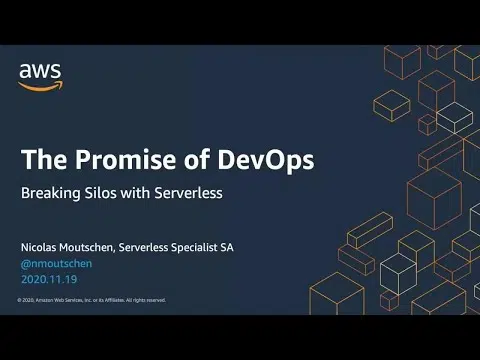 aws
The Promise of DevOps
Breaking Silos with Serverless
Nicolas Moutschen, Serverless Specialist SA
@nmoutschen
2020.11.19
© 2020, Amazon Web Services, Inc. or its Affiliates. All rights reserved.